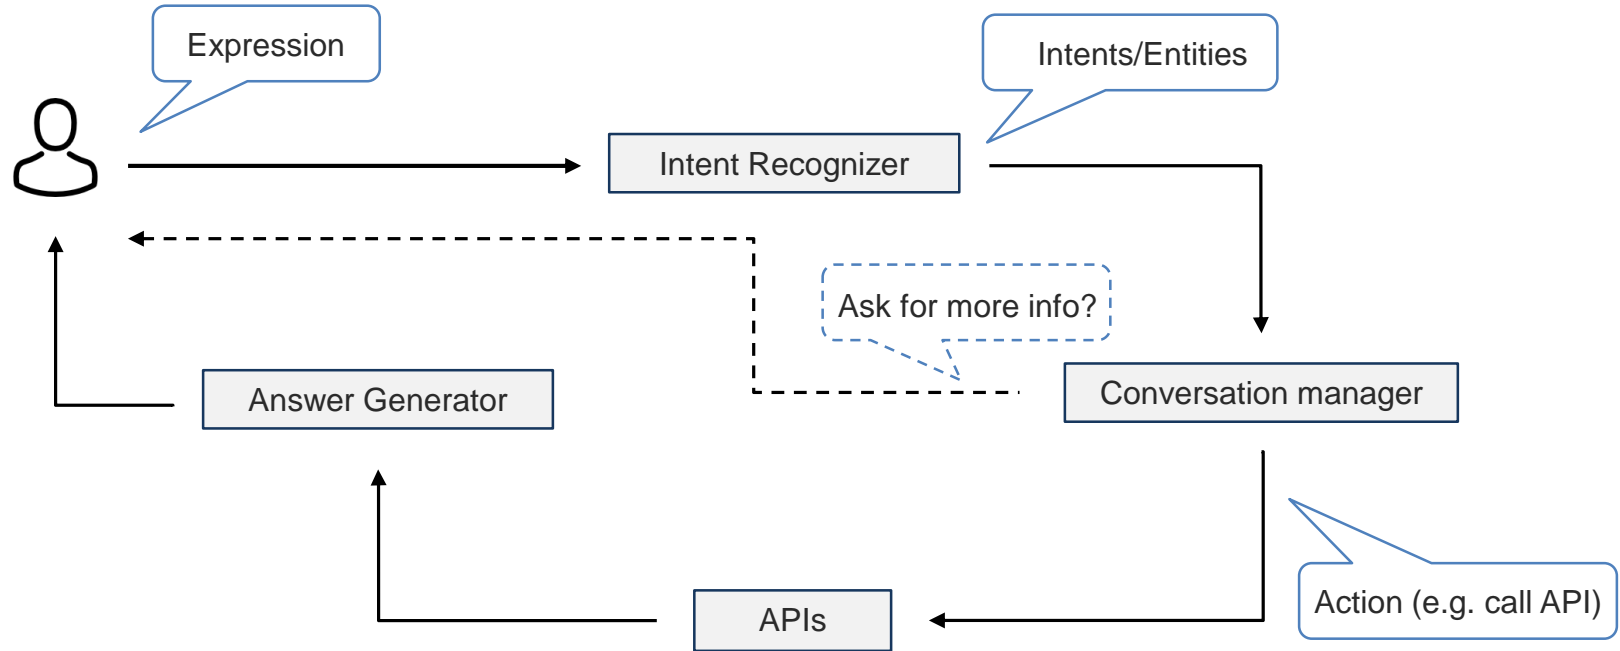 Expression
Intents/Entities
Intent Recognizer
Ask for more info?
Answer Generator
Conversation manager
APIs
Action (e.g. call API)